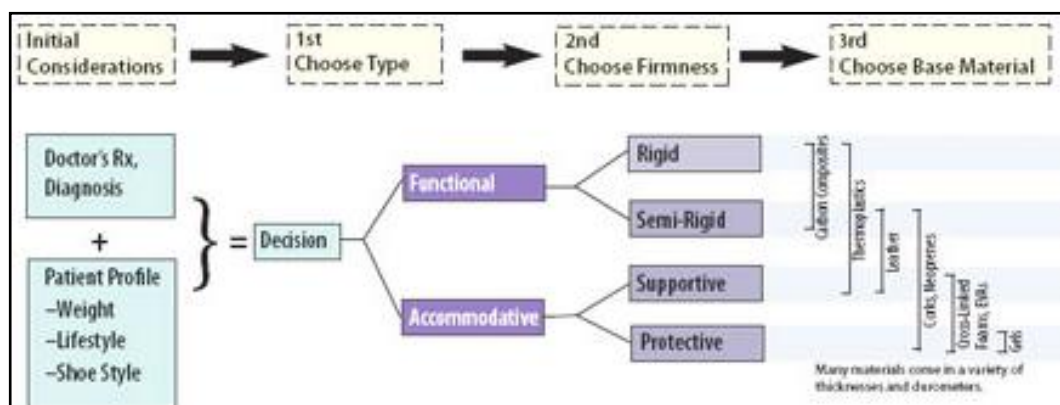 Initial
Considerations
1st
Choose Type
2nd
Choose Firmness
3rd
Choose Base Material
Doctor's Rx,
Diagnosis
+
Patient Profile
–Weight
–Lifestyle
–Shoe Style
} = Decision
Functional
Accommodative
Rigid
Semi-Rigid
Supportive
Protective
Carbon Composites
Thermoplastics
Leather
Corks, Neoprenes
Cross-Linked
Foams, EVAs
Gels
Many materials come in a variety of
thicknesses and durometers.